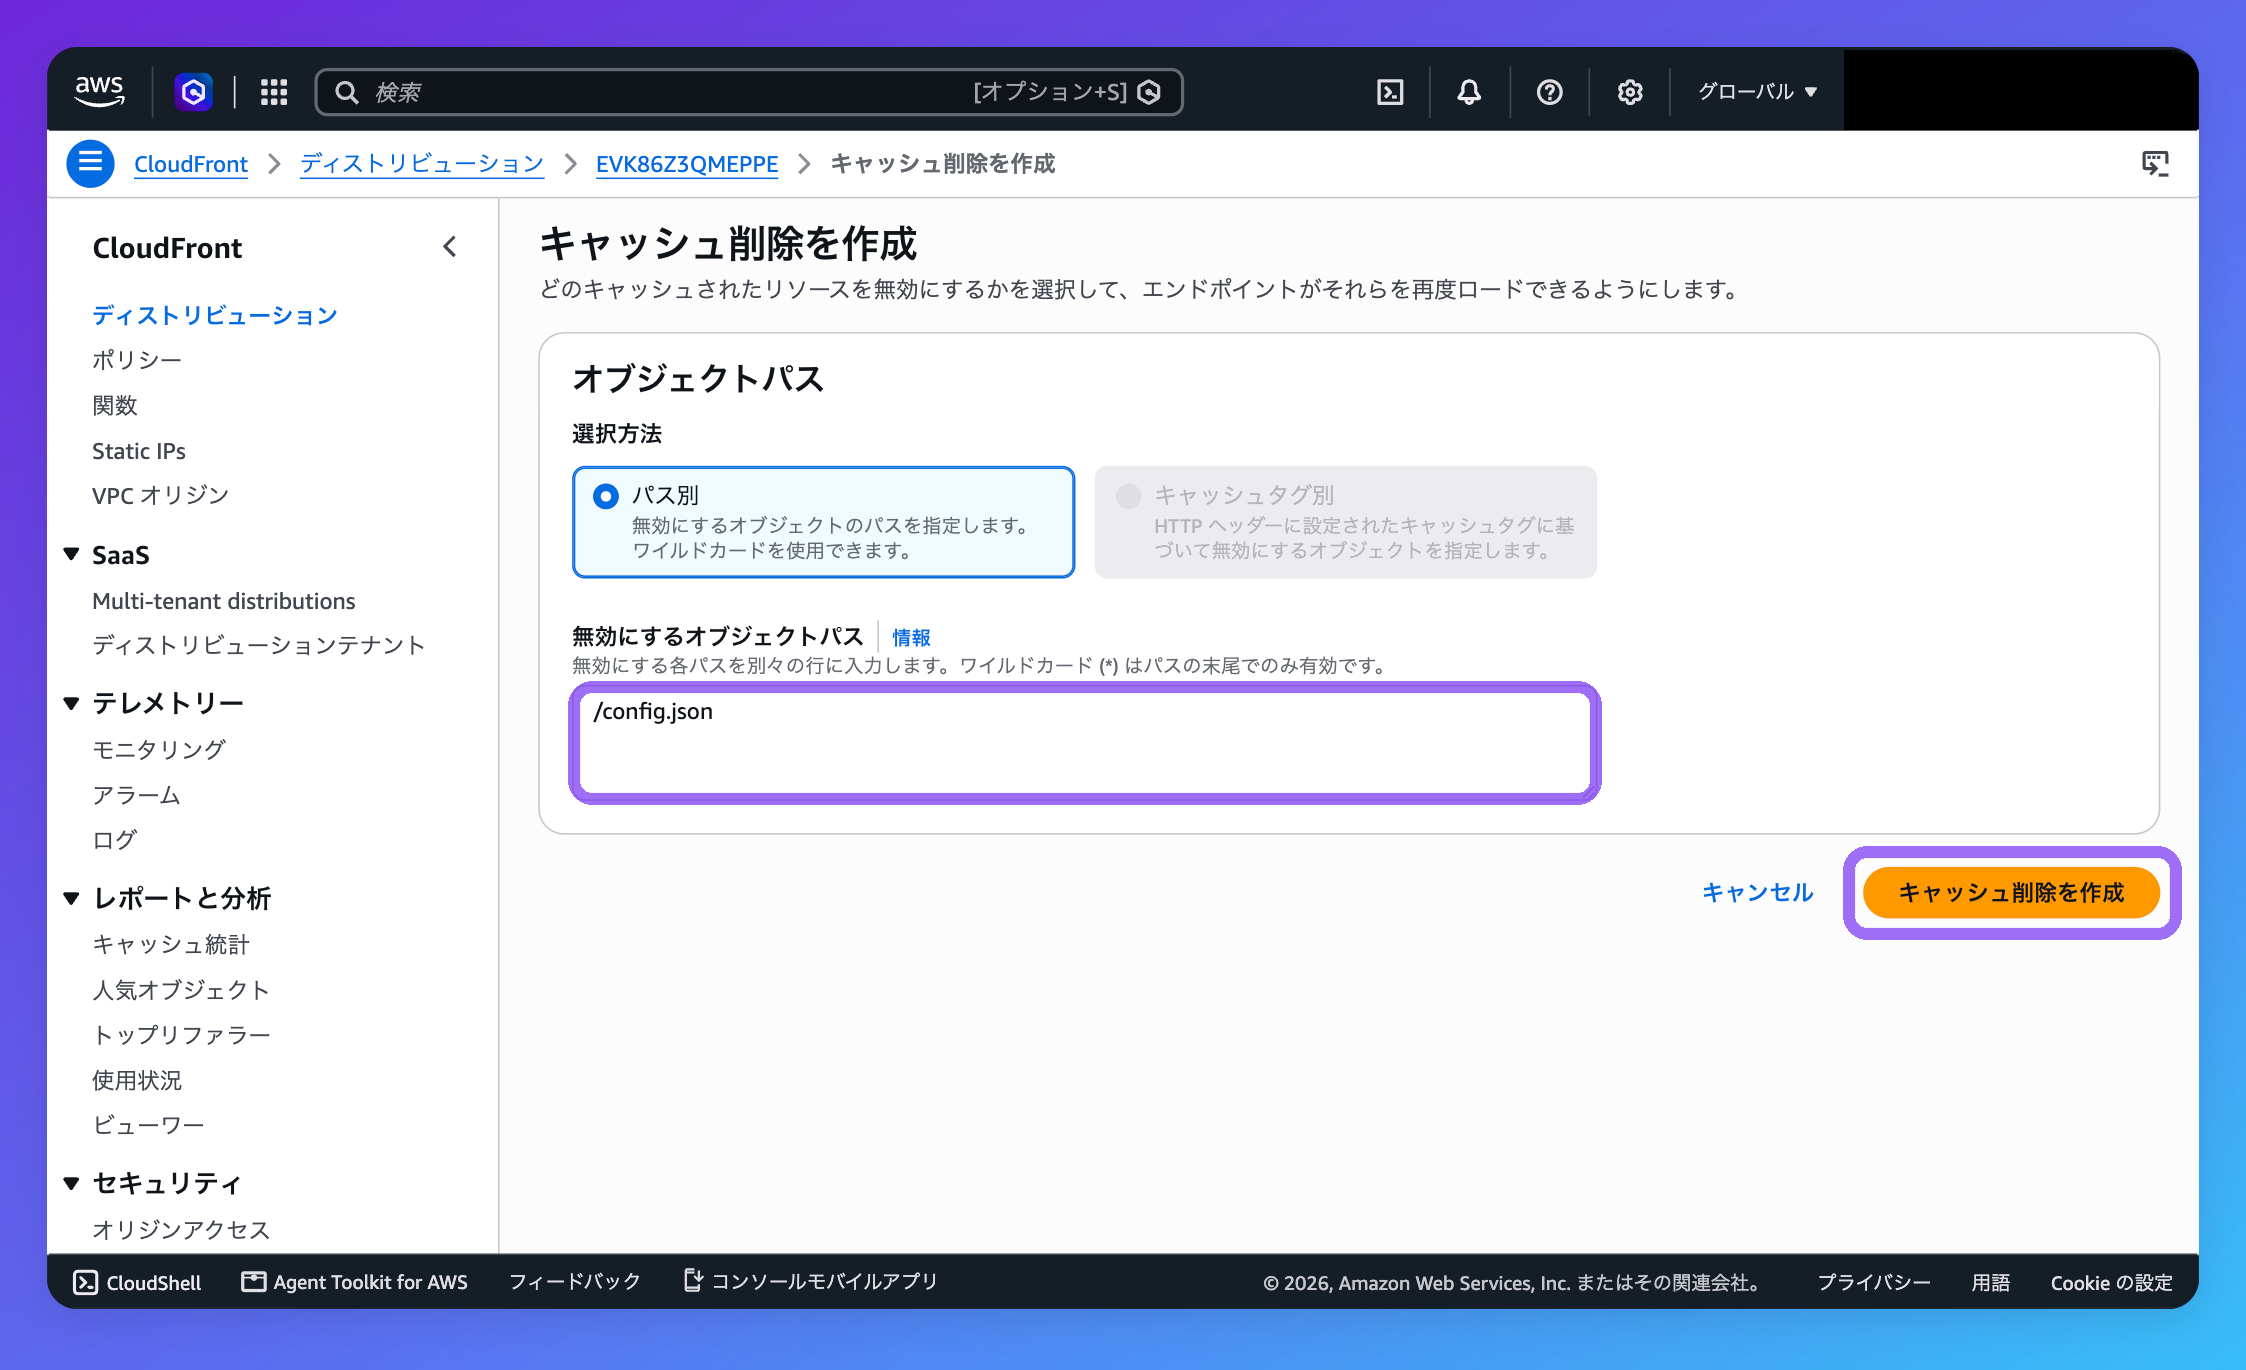 aws
検索
[オプション+S]
グローバル ▼
CloudFront > ディストリビューション > EVK86Z3QMEPPE > キャッシュ削除を作成
CloudFront
ディストリビューション
ポリシー
関数
Static IPs
VPC オリジン
SaaS
Multi-tenant distributions
ディストリビューションテナント
テレメトリー
モニタリング
アラーム
ログ
レポートと分析
キャッシュ統計
人気オブジェクト
トップリファラー
使用状況
ビューワー
セキュリティ
オリジンアクセス
キャッシュ削除を作成
どのキャッシュされたリソースを無効にするかを選択して、エンドポイントがそれらを再度ロードできるようにします。
オブジェクトパス
選択方法
パス別
無効にするオブジェクトのパスを指定します。
ワイルドカードを使用できます。
キャッシュタグ別
HTTP ヘッダーに設定されたキャッシュタグに基
づいて無効にするオブジェクトを指定します。
無効にするオブジェクトパス
情報
無効にする各パスを別々の行に入力します。ワイルドカード (*) はパスの末尾でのみ有効です。
/config.json
キャンセル
キャッシュ削除を作成
CloudShell
Agent Toolkit for AWS
フィードバック
コンソールモバイルアプリ
© 2026, Amazon Web Services, Inc. またはその関連会社。
プライバシー
用語
Cookie の設定